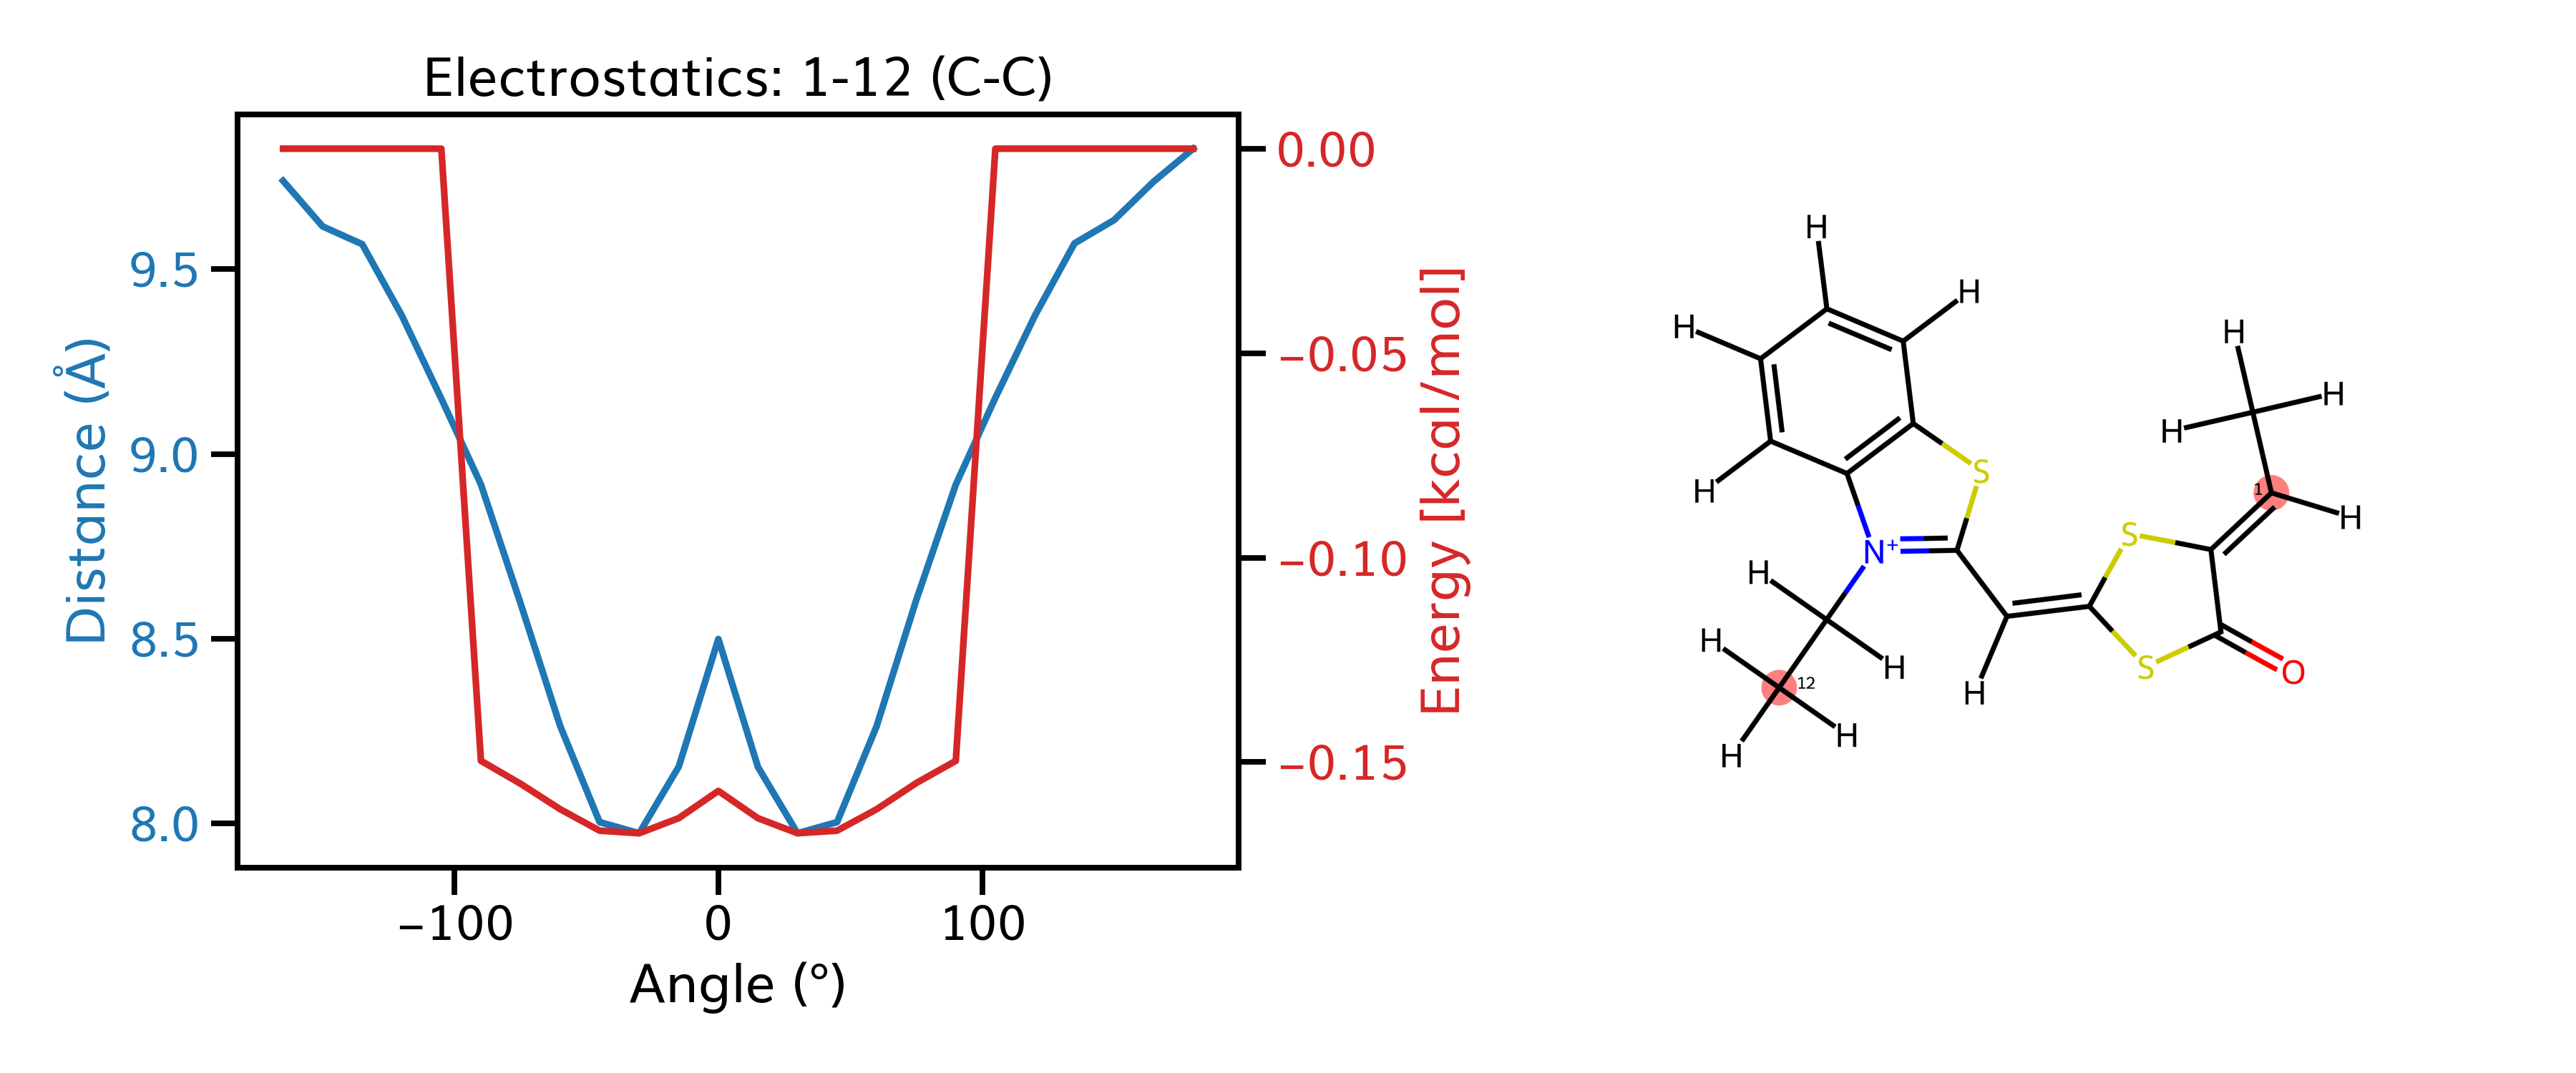 Electrostatics: 1-12 (C-C)
Distance (Å)
9.5
9.0
8.5
8.0
0.00
−0.05
−0.10
−0.15
Energy [kcal/mol]
−100
0
100
Angle (°)
H
H
H
H
H
H
H
S
1
H
H
S
N+
H
H
H
S
O
12
H
H
H